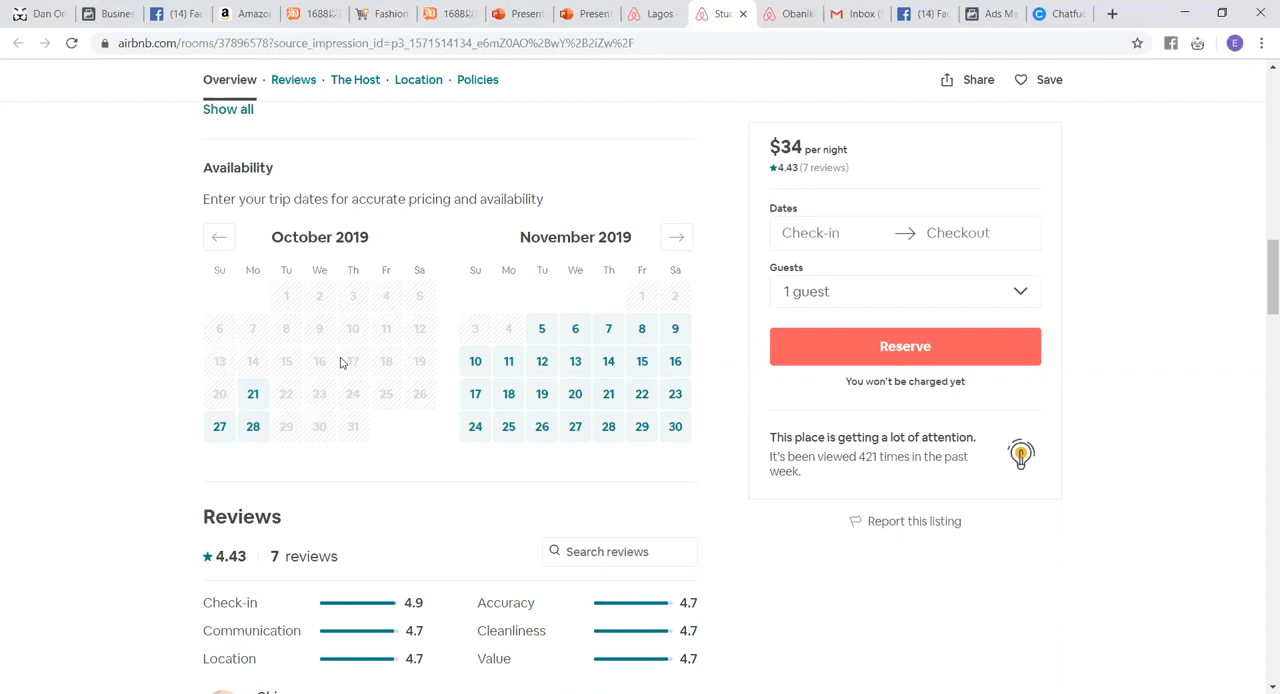 Dan Or
Busines
(14) Fac
Amazo
1688
Fashion
1688
Present
Present
Lagos
Stuc
Obanik
Inbox (
(14) Fac
Ads Ma
Chatfu
airbnb.com/rooms/37896578?source_impression_id=p3_1571514134_e6mZ0AO%2BwY%2B2iZw%2F
E
Overview · Reviews · The Host · Location · Policies
Share Save
Show all
Availability
Enter your trip dates for accurate pricing and availability
October 2019
Su Mo Tu We Th Fr Sa
1 2 3 4 5
6 7 8 9 10 11 12
13 14 15 16 17 18 19
20 21 22 23 24 25 26
27 28 29 30 31
November 2019
Su Mo Tu We Th Fr Sa
1 2
3 4 5 6 7 8 9
10 11 12 13 14 15 16
17 18 19 20 21 22 23
24 25 26 27 28 29 30
$34 per night
4.43 (7 reviews)
Dates
Check-in Checkout
Guests
1 guest
Reserve
You won't be charged yet
This place is getting a lot of attention.
It's been viewed 421 times in the past
week.
Report this listing
Reviews
4.43 7 reviews
Search reviews
Check-in 4.9 Accuracy 4.7
Communication 4.7 Cleanliness 4.7
Location 4.7 Value 4.7